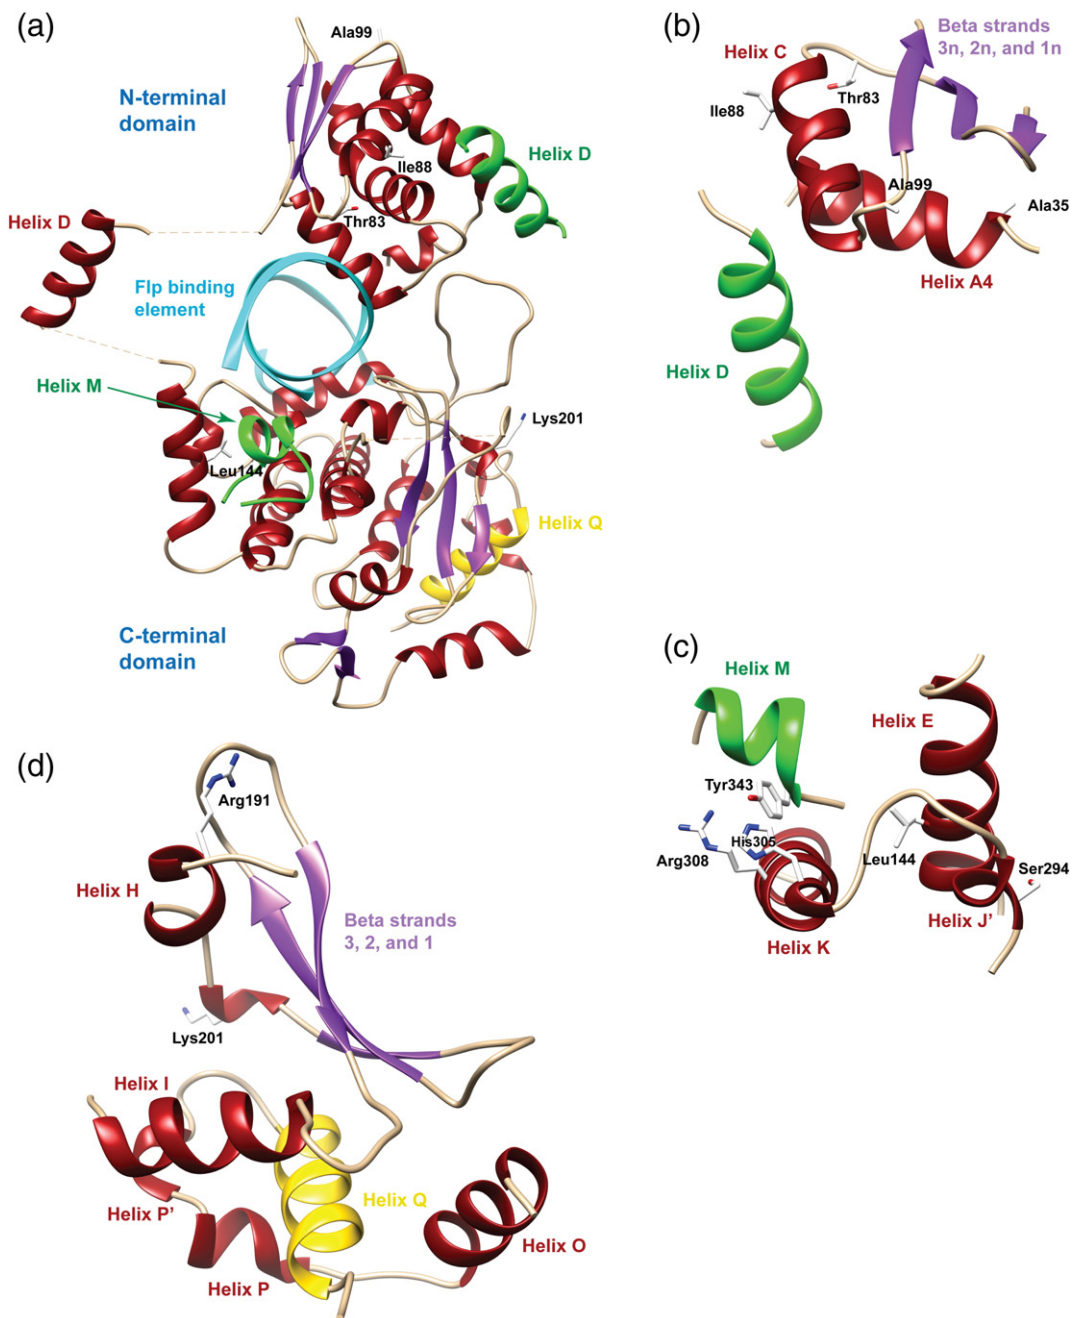 (a)
Ala99
N-terminal
domain
Helix D
Ile88
Thr83
Helix D
Flp binding
element
Helix M
Lys201
Leu144
Helix Q
C-terminal
domain
(b)
Beta strands
3n, 2n, and 1n
Helix C
Thr83
Ile88
Ala99
Ala35
Helix A4
Helix D
(c)
Helix M
Helix E
Tyr343
His305
Arg308
Leu144
Ser294
Helix J’
Helix K
(d)
Arg191
Helix H
Beta strands
3, 2, and 1
Lys201
Helix I
Helix Q
Helix P’
Helix O
Helix P